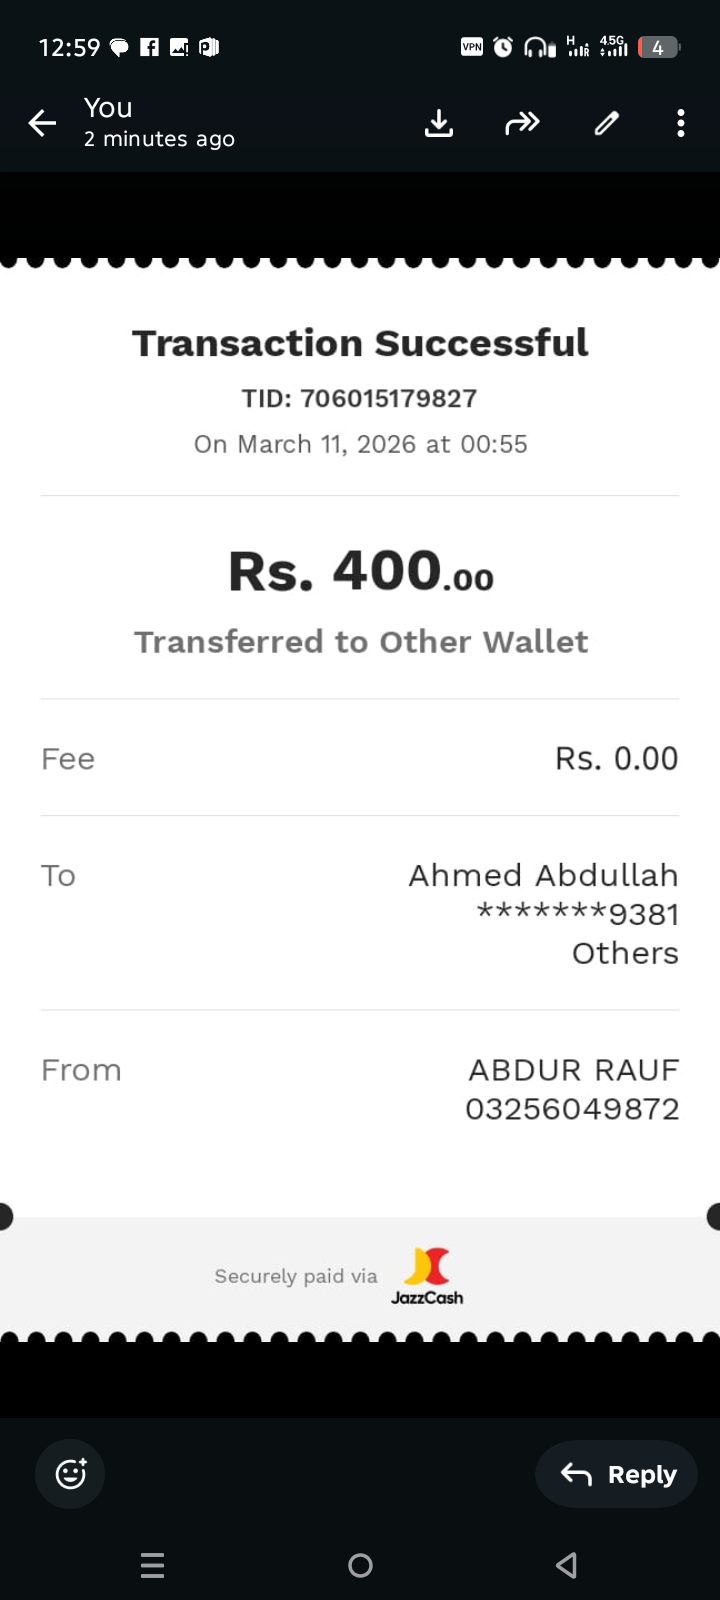 12:59
VPN
H
R
4.5G
4
You
2 minutes ago
Transaction Successful
TID: 706015179827
On March 11, 2026 at 00:55
Rs. 400.00
Transferred to Other Wallet
Fee
Rs. 0.00
To
Ahmed Abdullah
*******9381
Others
From
ABDUR RAUF
03256049872
Securely paid via
JazzCash
Reply